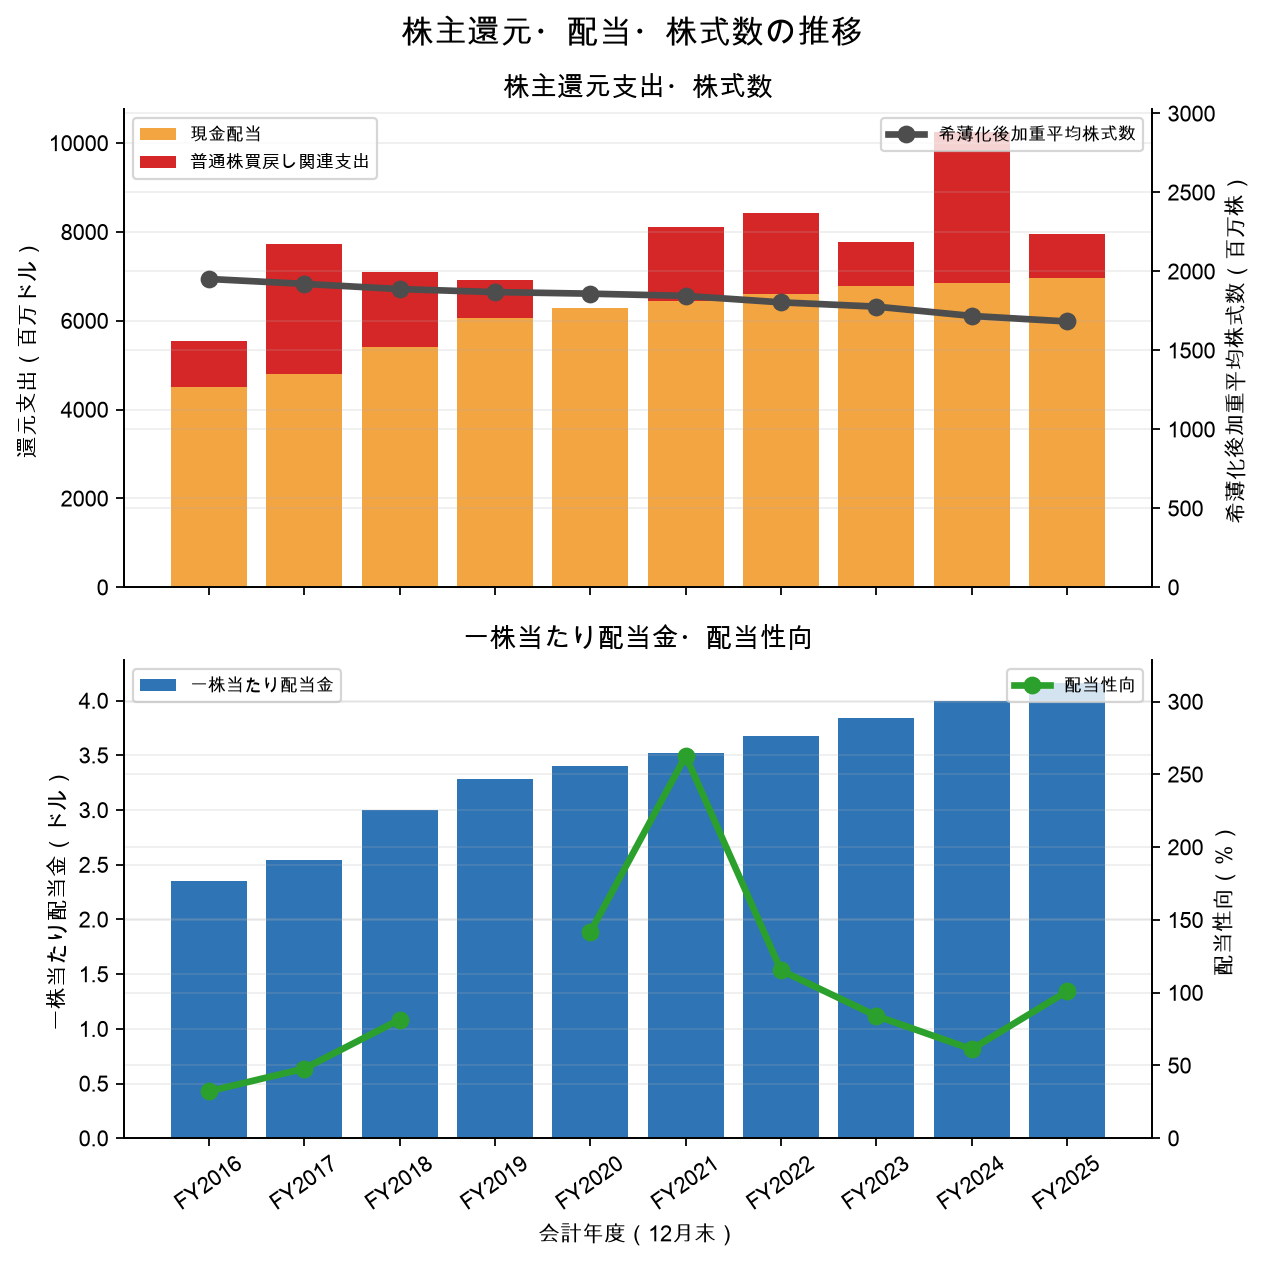 株主還元・配当・株式数の推移
株主還元支出・株式数
現金配当
普通株買戻し関連支出
希薄化後加重平均株式数
還元支出(百万ドル)
10000
8000
6000
4000
2000
0
3000
2500
2000
1500
1000
500
0
希薄化後加重平均株式数(百万株)
一株当たり配当金・配当性向
一株当たり配当金
配当性向
一株当たり配当金(ドル)
4.0
3.5
3.0
2.5
2.0
1.5
1.0
0.5
0.0
300
250
200
150
100
50
0
配当性向(%)
FY2016
FY2017
FY2018
FY2019
FY2020
FY2021
FY2022
FY2023
FY2024
FY2025
会計年度(12月末)